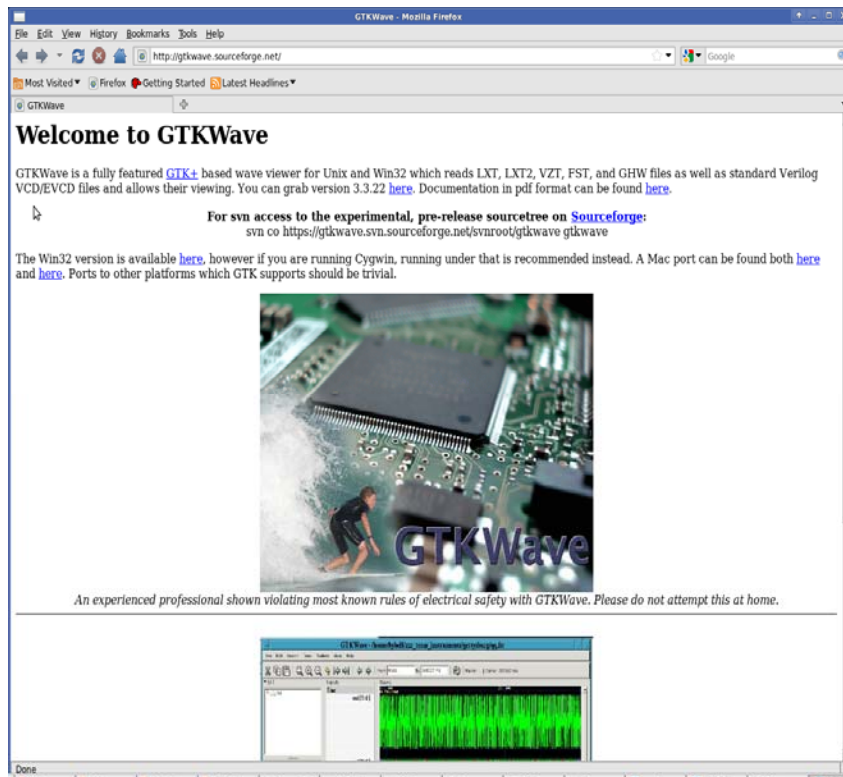 GTKWave - Mozilla Firefox
File Edit View History Bookmarks Tools Help
http://gtkwave.sourceforge.net/
Google
Most Visited Firefox Getting Started Latest Headlines
GTKWave
Welcome to GTKWave
GTKWave is a fully featured GTK+ based wave viewer for Unix and Win32 which reads LXT, LXT2, VZT, FST, and GHW files as well as standard Verilog
VCD/EVCD files and allows their viewing. You can grab version 3.3.22 here. Documentation in pdf format can be found here.
For svn access to the experimental, pre-release sourcetree on Sourceforge:
svn co https://gtkwave.svn.sourceforge.net/svnroot/gtkwave gtkwave
The Win32 version is available here, however if you are running Cygwin, running under that is recommended instead. A Mac port can be found both here
and here. Ports to other platforms which GTK supports should be trivial.
GTKWave
An experienced professional shown violating most known rules of electrical safety with GTKWave. Please do not attempt this at home.
Done